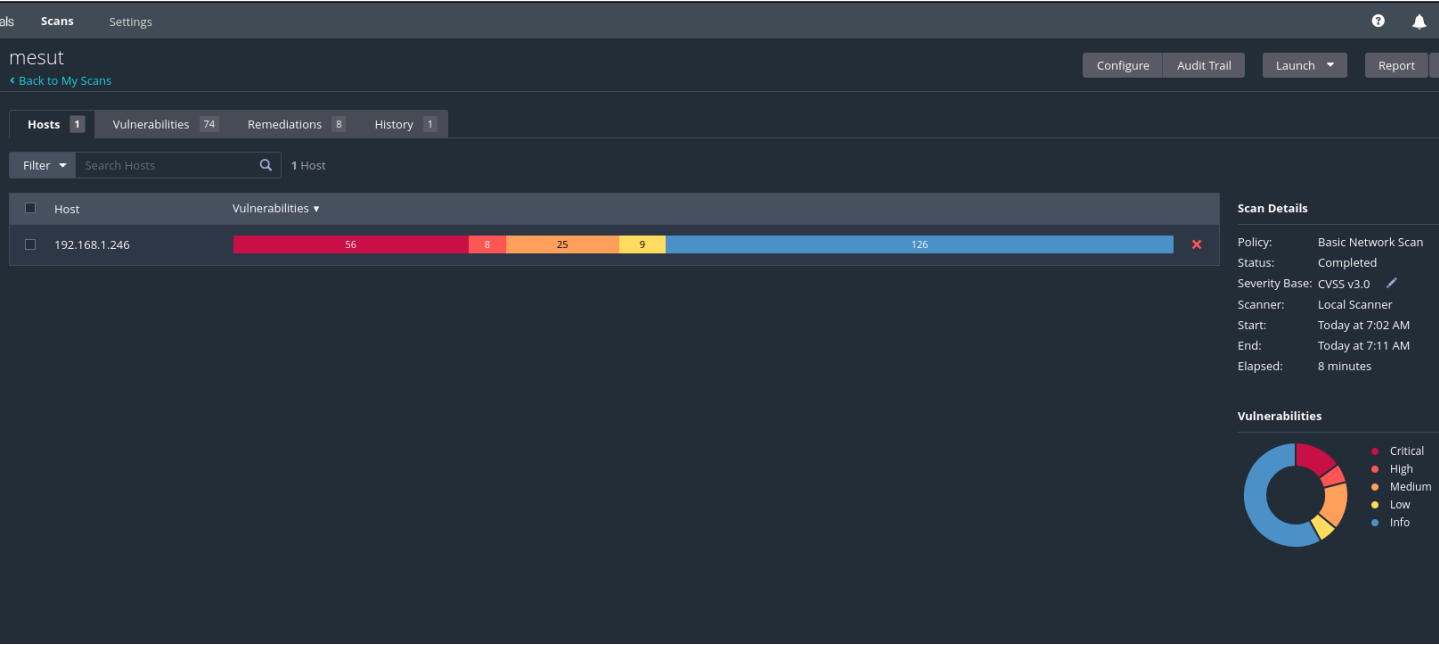 als Scans Settings
mesut
Back to My Scans
Configure Audit Trail Launch Report
Hosts 1 Vulnerabilities 74 Remediations 8 History 1
Filter Search Hosts 1 Host
Host Vulnerabilities
192.168.1.246 56 8 25 9 126
Scan Details
Policy: Basic Network Scan
Status: Completed
Severity Base: CVSS v3.0
Scanner: Local Scanner
Start: Today at 7:02 AM
End: Today at 7:11 AM
Elapsed: 8 minutes
Vulnerabilities
Critical
High
Medium
Low
Info